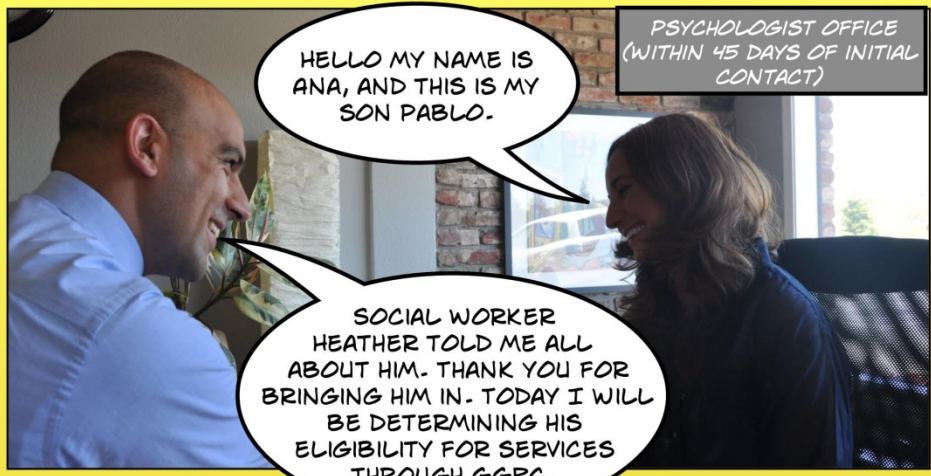 PSYCHOLOGIST OFFICE
(WITHIN 45 DAYS OF INITIAL
CONTACT)
HELLO MY NAME IS
ANA, AND THIS IS MY
SON PABLO.
SOCIAL WORKER
HEATHER TOLD ME ALL
ABOUT HIM. THANK YOU FOR
BRINGING HIM IN. TODAY I WILL
BE DETERMINING HIS
ELIGIBILITY FOR SERVICES
THROUGH GGRC